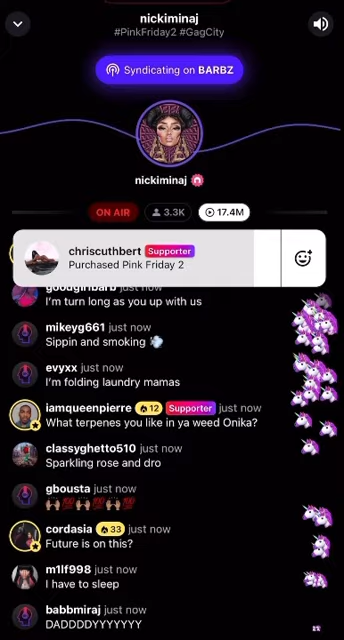 nickiminaj
#PinkFriday2 #GagCity
Syndicating on BARBZ
nickiminaj
ON AIR 3.3K 17.4M
chriscuthbert Supporter
Purchased Pink Friday 2
goodgirlbarb just now
I'm turn long as you up with us
mikeyg661 just now
Sippin and smoking 💨
evyxx just now
I'm folding laundry mamas
iamqueenpierre 12 Supporter just now
What terpenes you like in ya weed Onika?
classyghetto510 just now
Sparkling rose and dro
gbousta just now
🙌🏽💯🙌🏽💯🙌🏽💯
cordasia 33 just now
Future is on this?
m1lf998 just now
I have to sleep
babbmiraj just now
DADDDDYYYYYYY